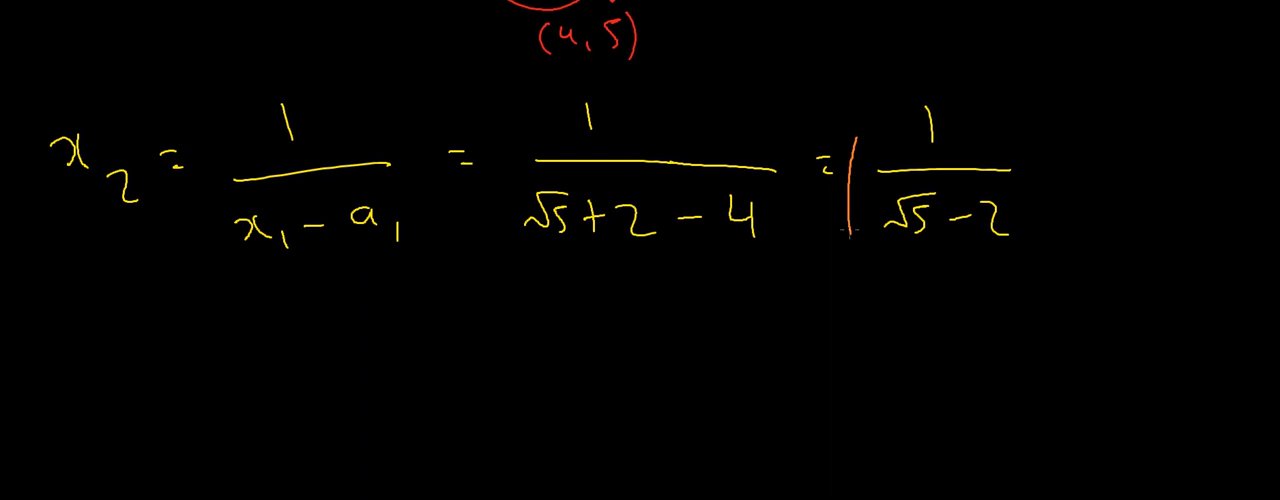 (4,5)
x₂ = 1/(x₁ - a₁) = 1/(√5 + 2 - 4) = 1/(√5 - 2)